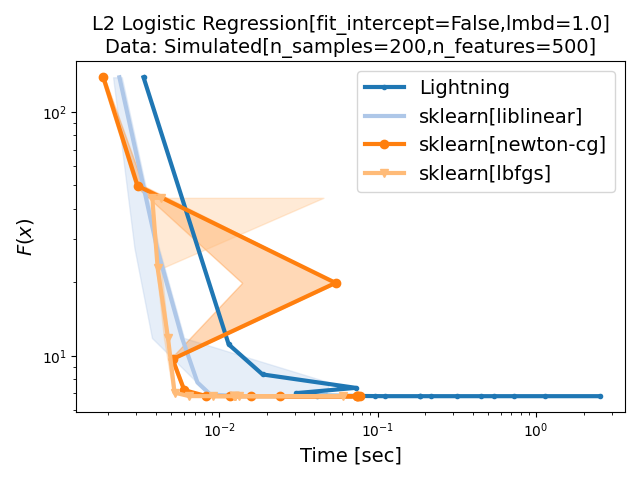 L2 Logistic Regression[fit_intercept=False,lmbd=1.0]
Data: Simulated[n_samples=200,n_features=500]
Lightning
sklearn[liblinear]
sklearn[newton-cg]
sklearn[lbfgs]
F(x)
10²
10¹
10⁻² 10⁻¹ 10⁰
Time [sec]